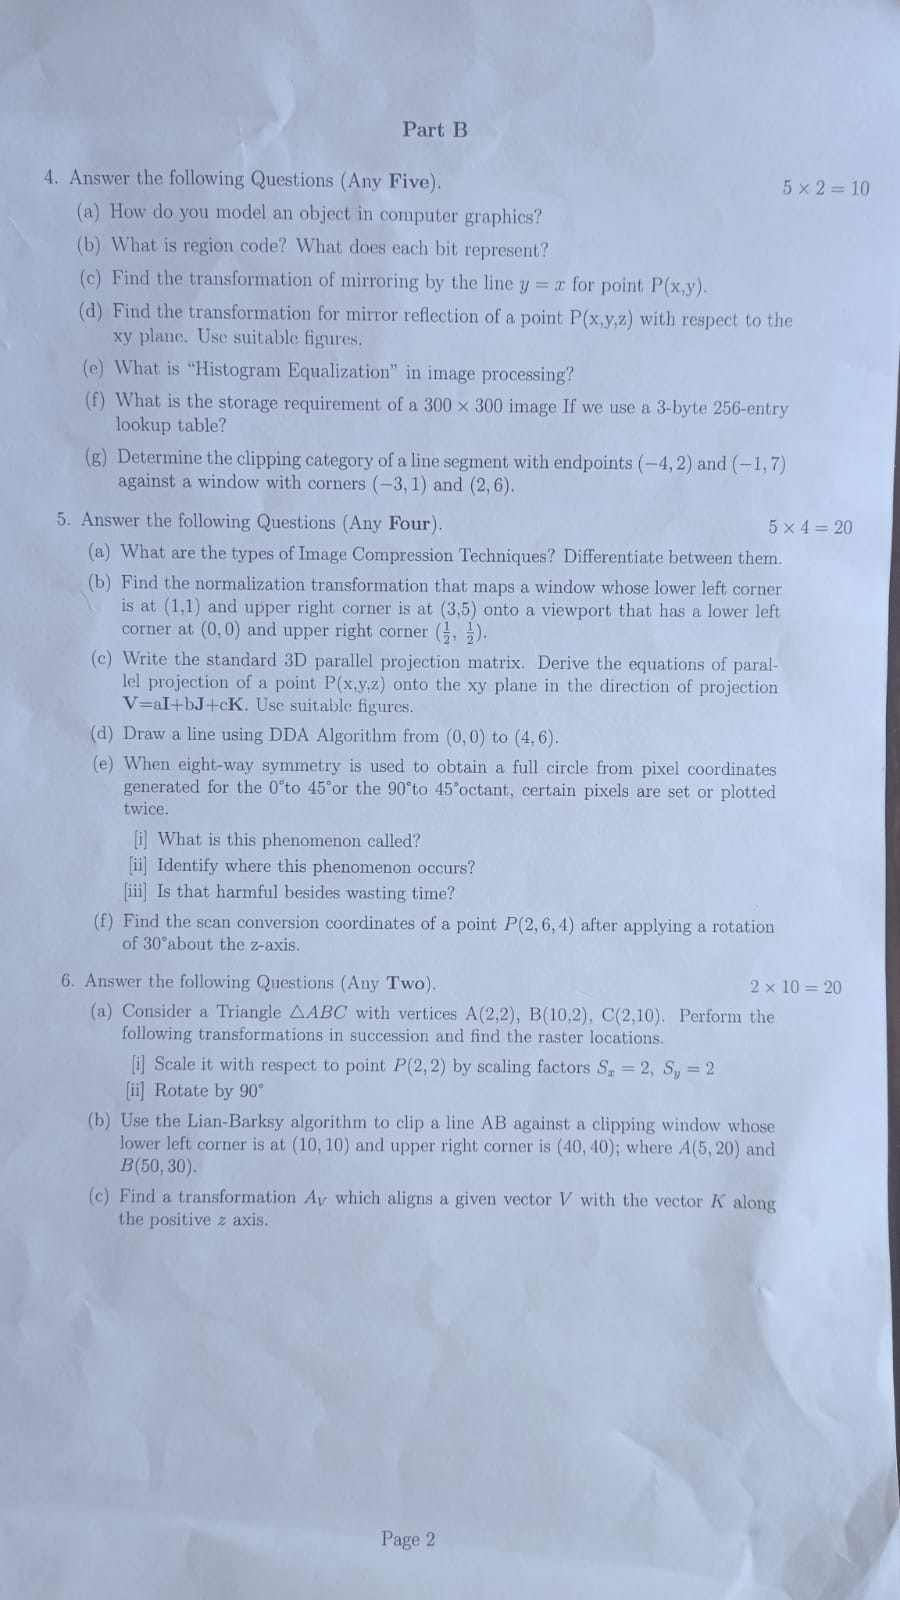 Part B
4. Answer the following Questions (Any Five).
5 × 2 = 10
(a) How do you model an object in computer graphics?
(b) What is region code? What does each bit represent?
(c) Find the transformation of mirroring by the line y = x for point P(x,y).
(d) Find the transformation for mirror reflection of a point P(x,y,z) with respect to the
xy plane. Use suitable figures.
(e) What is “Histogram Equalization” in image processing?
(f) What is the storage requirement of a 300 × 300 image If we use a 3-byte 256-entry
lookup table?
(g) Determine the clipping category of a line segment with endpoints (−4, 2) and (−1, 7)
against a window with corners (−3, 1) and (2, 6).
5. Answer the following Questions (Any Four).
5 × 4 = 20
(a) What are the types of Image Compression Techniques? Differentiate between them.
(b) Find the normalization transformation that maps a window whose lower left corner
is at (1,1) and upper right corner is at (3,5) onto a viewport that has a lower left
corner at (0, 0) and upper right corner (1/2, 1/2).
(c) Write the standard 3D parallel projection matrix. Derive the equations of paral-
lel projection of a point P(x,y,z) onto the xy plane in the direction of projection
V=aI+bJ+cK. Use suitable figures.
(d) Draw a line using DDA Algorithm from (0, 0) to (4, 6).
(e) When eight-way symmetry is used to obtain a full circle from pixel coordinates
generated for the 0°to 45°or the 90°to 45°octant, certain pixels are set or plotted
twice.
[i] What is this phenomenon called?
[ii] Identify where this phenomenon occurs?
[iii] Is that harmful besides wasting time?
(f) Find the scan conversion coordinates of a point P(2, 6, 4) after applying a rotation
of 30°about the z-axis.
6. Answer the following Questions (Any Two).
2 × 10 = 20
(a) Consider a Triangle △ABC with vertices A(2,2), B(10,2), C(2,10). Perform the
following transformations in succession and find the raster locations.
[i] Scale it with respect to point P(2, 2) by scaling factors Sx = 2, Sy = 2
[ii] Rotate by 90°
(b) Use the Lian-Barksy algorithm to clip a line AB against a clipping window whose
lower left corner is at (10, 10) and upper right corner is (40, 40); where A(5, 20) and
B(50, 30).
(c) Find a transformation AV which aligns a given vector V with the vector K along
the positive z axis.
Page 2